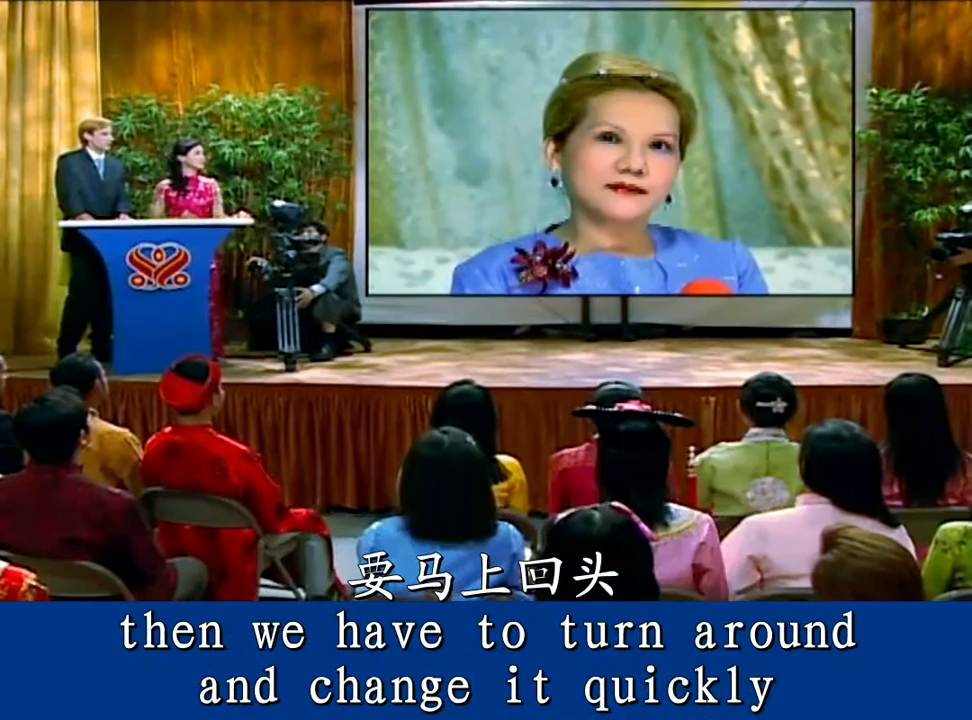 要马上回头
then we have to turn around
and change it quickly